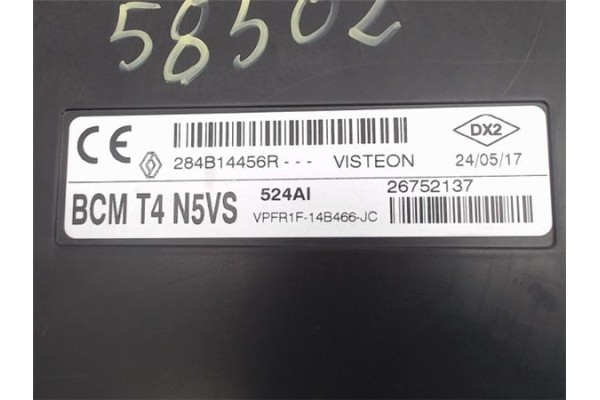 58502
CE DX2
284B14456R--- VISTEON 24/05/17
BCM T4 N5VS 524AI 26752137
VPFR1F-14B466-JC